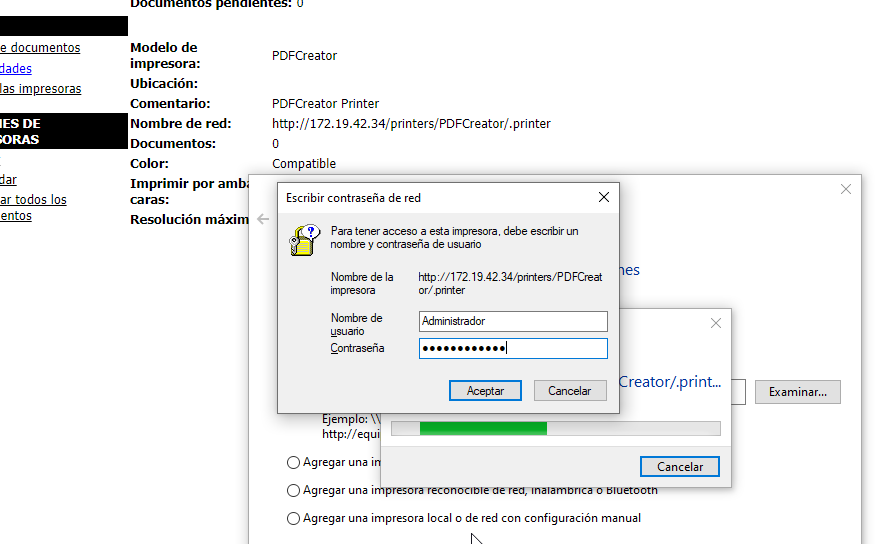 Documentos pendientes: 0
e documentos
dades
las impresoras
NES DE
SORAS
dar
ar todos los
entos
Modelo de
impresora: PDFCreator
Ubicación:
Comentario: PDFCreator Printer
Nombre de red: http://172.19.42.34/printers/PDFCreator/.printer
Documentos: 0
Color: Compatible
Imprimir por amba
caras:
Resolución máxim
Escribir contraseña de red
Para tener acceso a esta impresora, debe escribir un
nombre y contraseña de usuario
Nombre de la
impresora
http://172.19.42.34/printers/PDFCreat
or/.printer
Nombre de
usuario
Administrador
Contraseña ••••••••••••
Aceptar Cancelar
nes
Creator/.print...
Examinar...
Ejemplo: \\
http://equi
Cancelar
Agregar una im
Agregar una impresora reconocible de red, inalámbrica o Bluetooth
Agregar una impresora local o de red con configuración manual